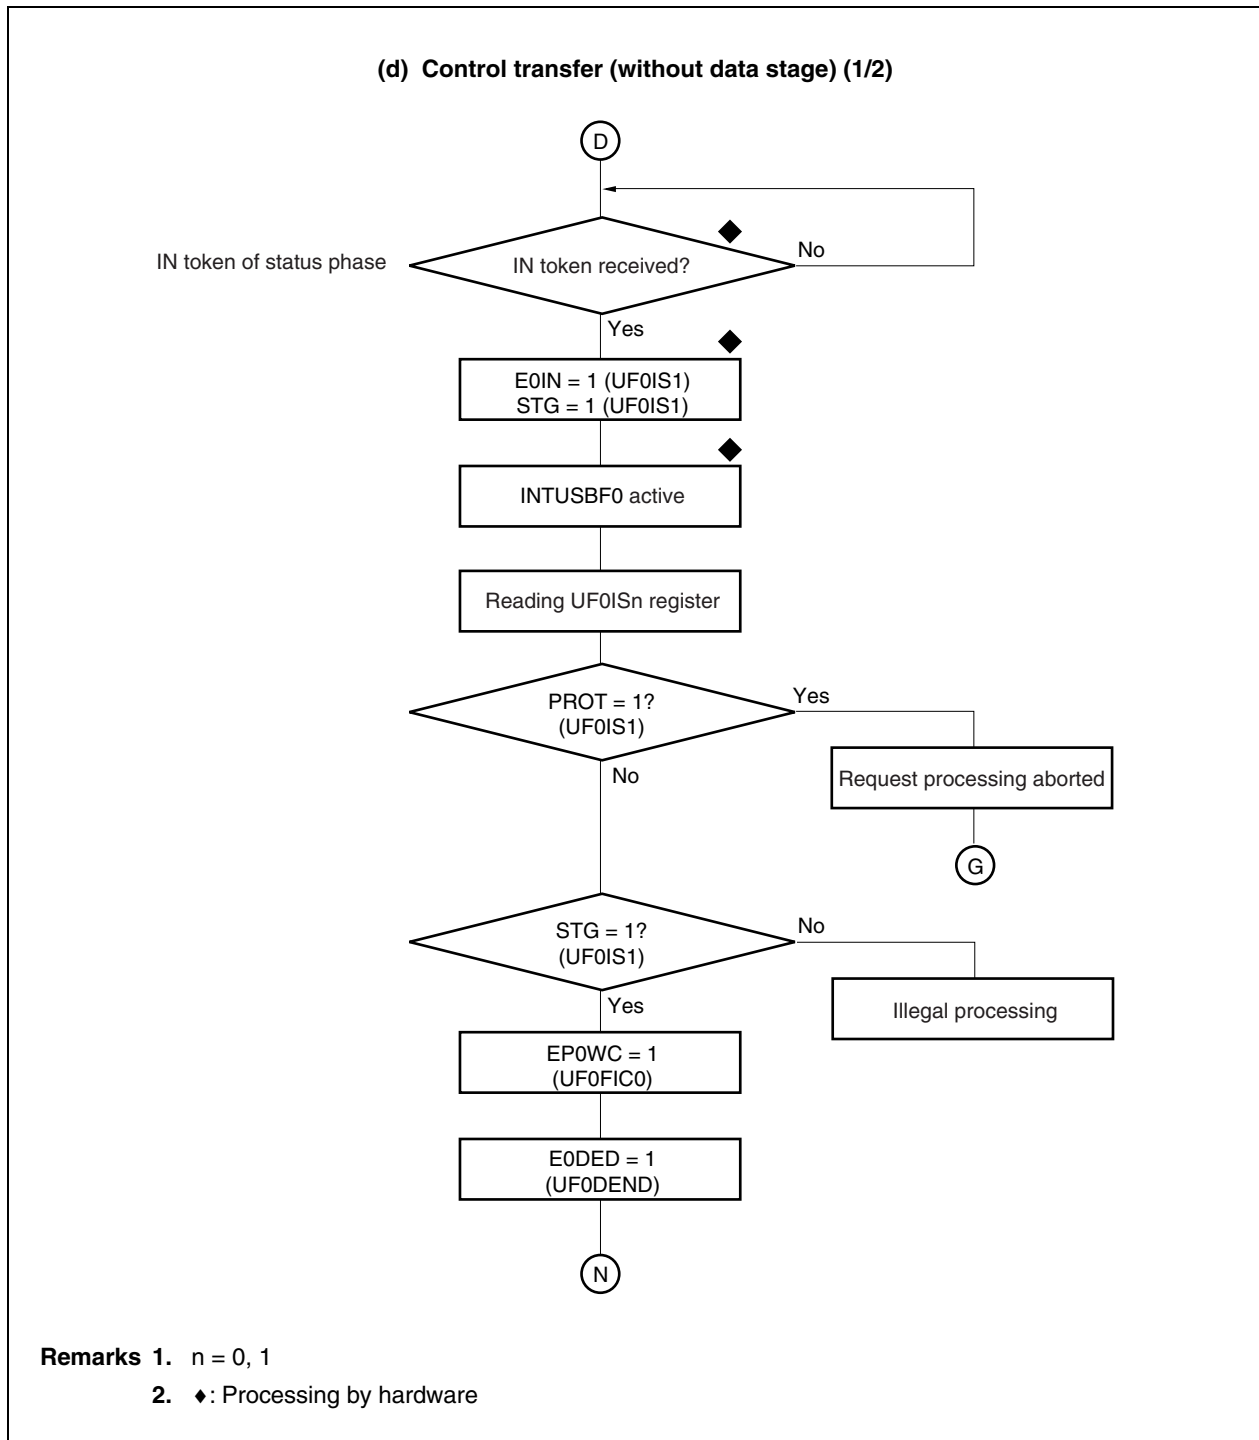 (d) Control transfer (without data stage) (1/2)
D
IN token of status phase
IN token received?
No
Yes
E0IN = 1 (UF0IS1)
STG = 1 (UF0IS1)
INTUSBF0 active
Reading UF0ISn register
PROT = 1?
(UF0IS1)
Yes
No
Request processing aborted
G
STG = 1?
(UF0IS1)
No
Yes
Illegal processing
EP0WC = 1
(UF0FIC0)
E0DED = 1
(UF0DEND)
N
Remarks 1. n = 0, 1
2. ♦: Processing by hardware